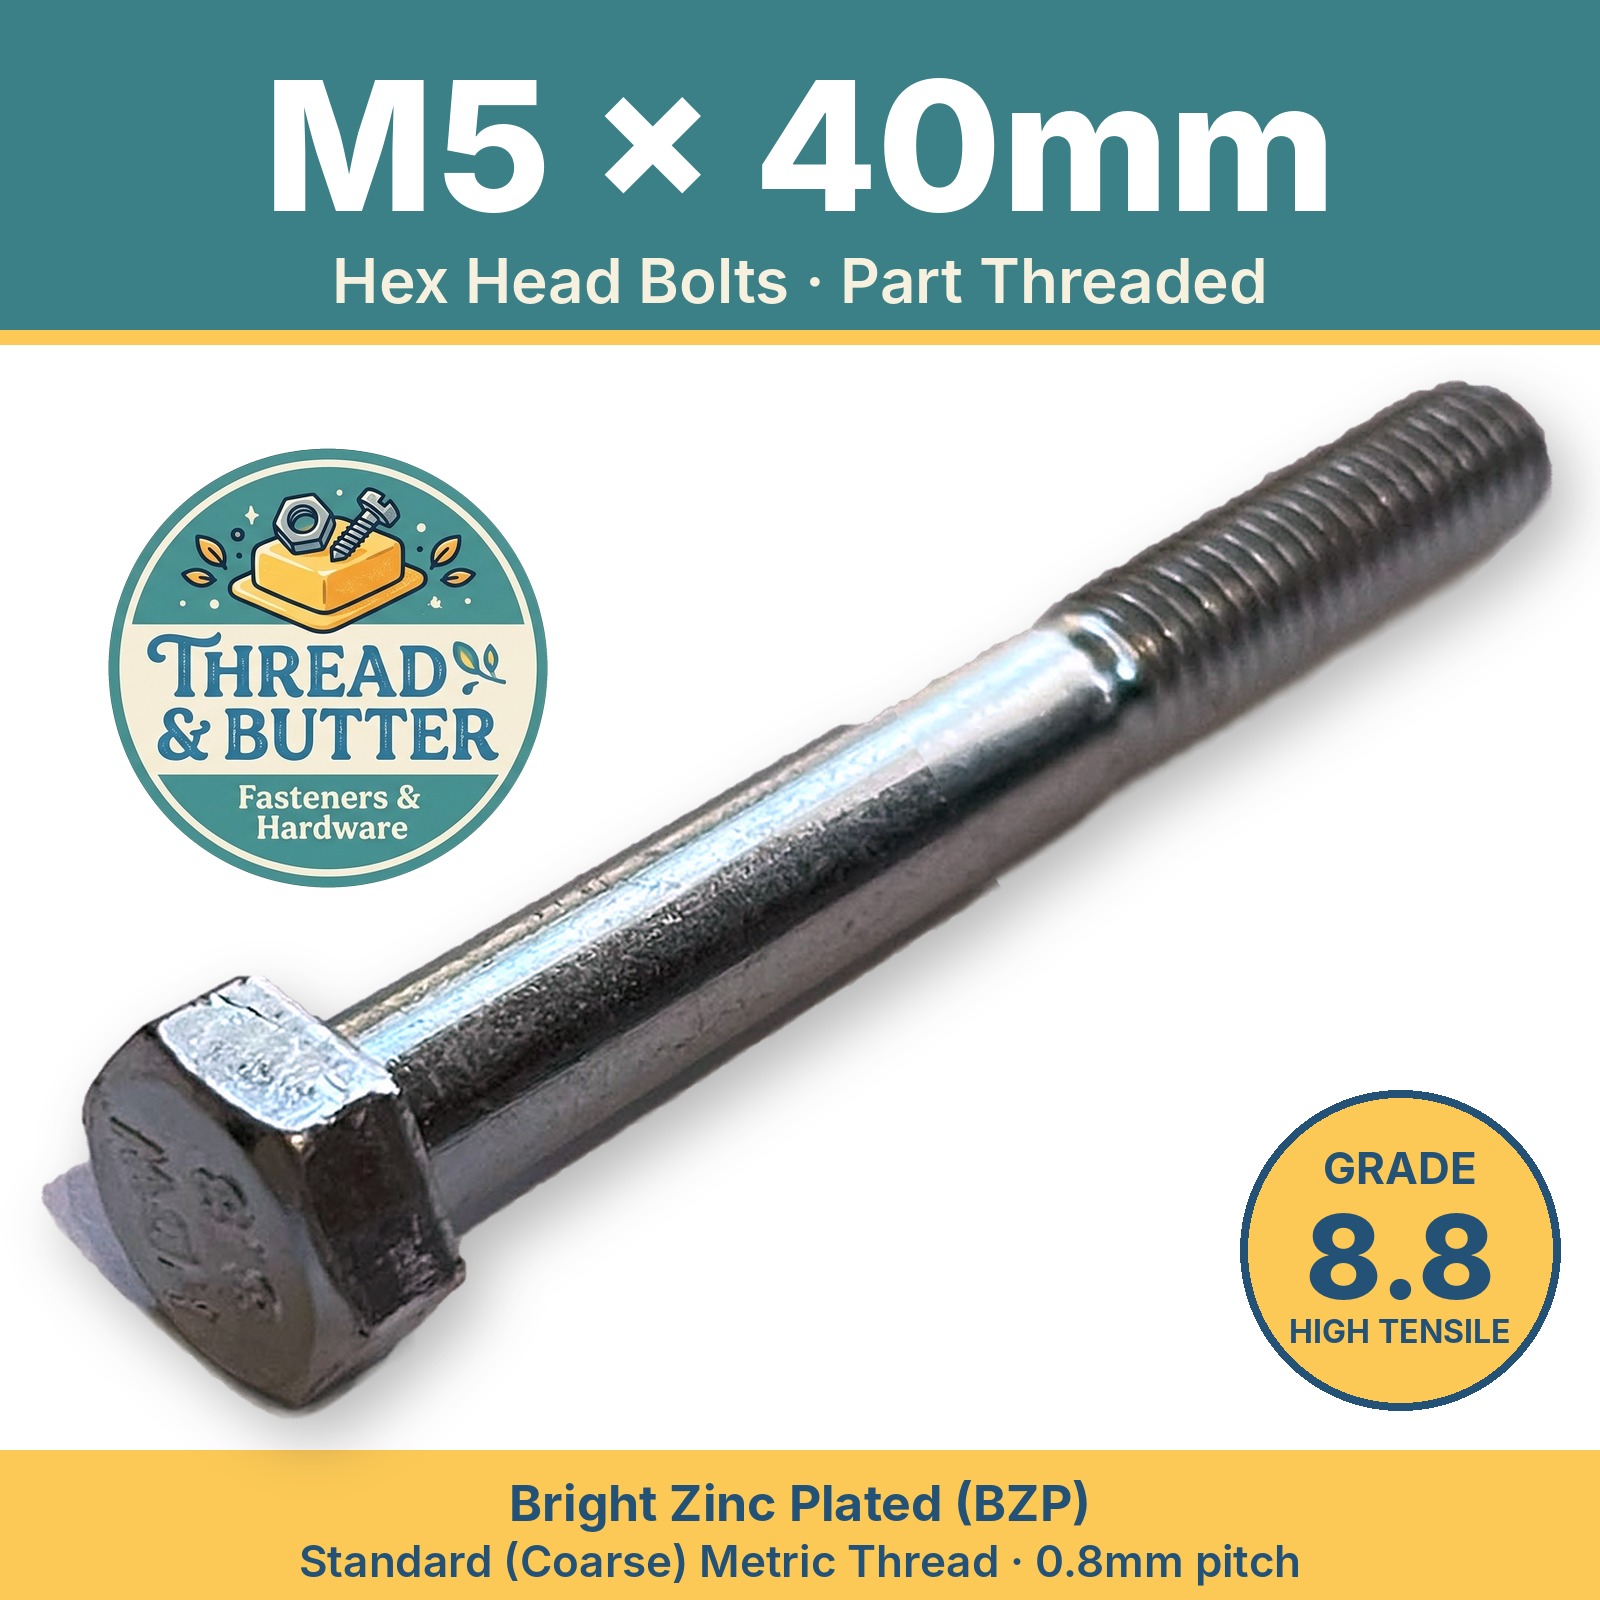 M5 × 40mm
Hex Head Bolts · Part Threaded
THREAD
& BUTTER
Fasteners &
Hardware
GRADE
8.8
HIGH TENSILE
Bright Zinc Plated (BZP)
Standard (Coarse) Metric Thread · 0.8mm pitch